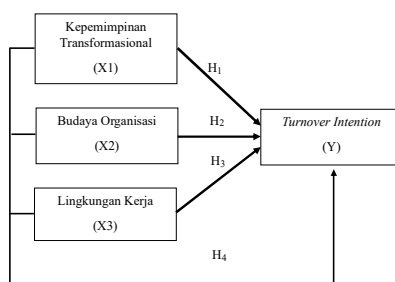 Kepemimpinan
Transformasional
(X1)
H1
Budaya Organisasi
(X2)
H2
Turnover Intention
(Y)
H3
Lingkungan Kerja
(X3)
H4